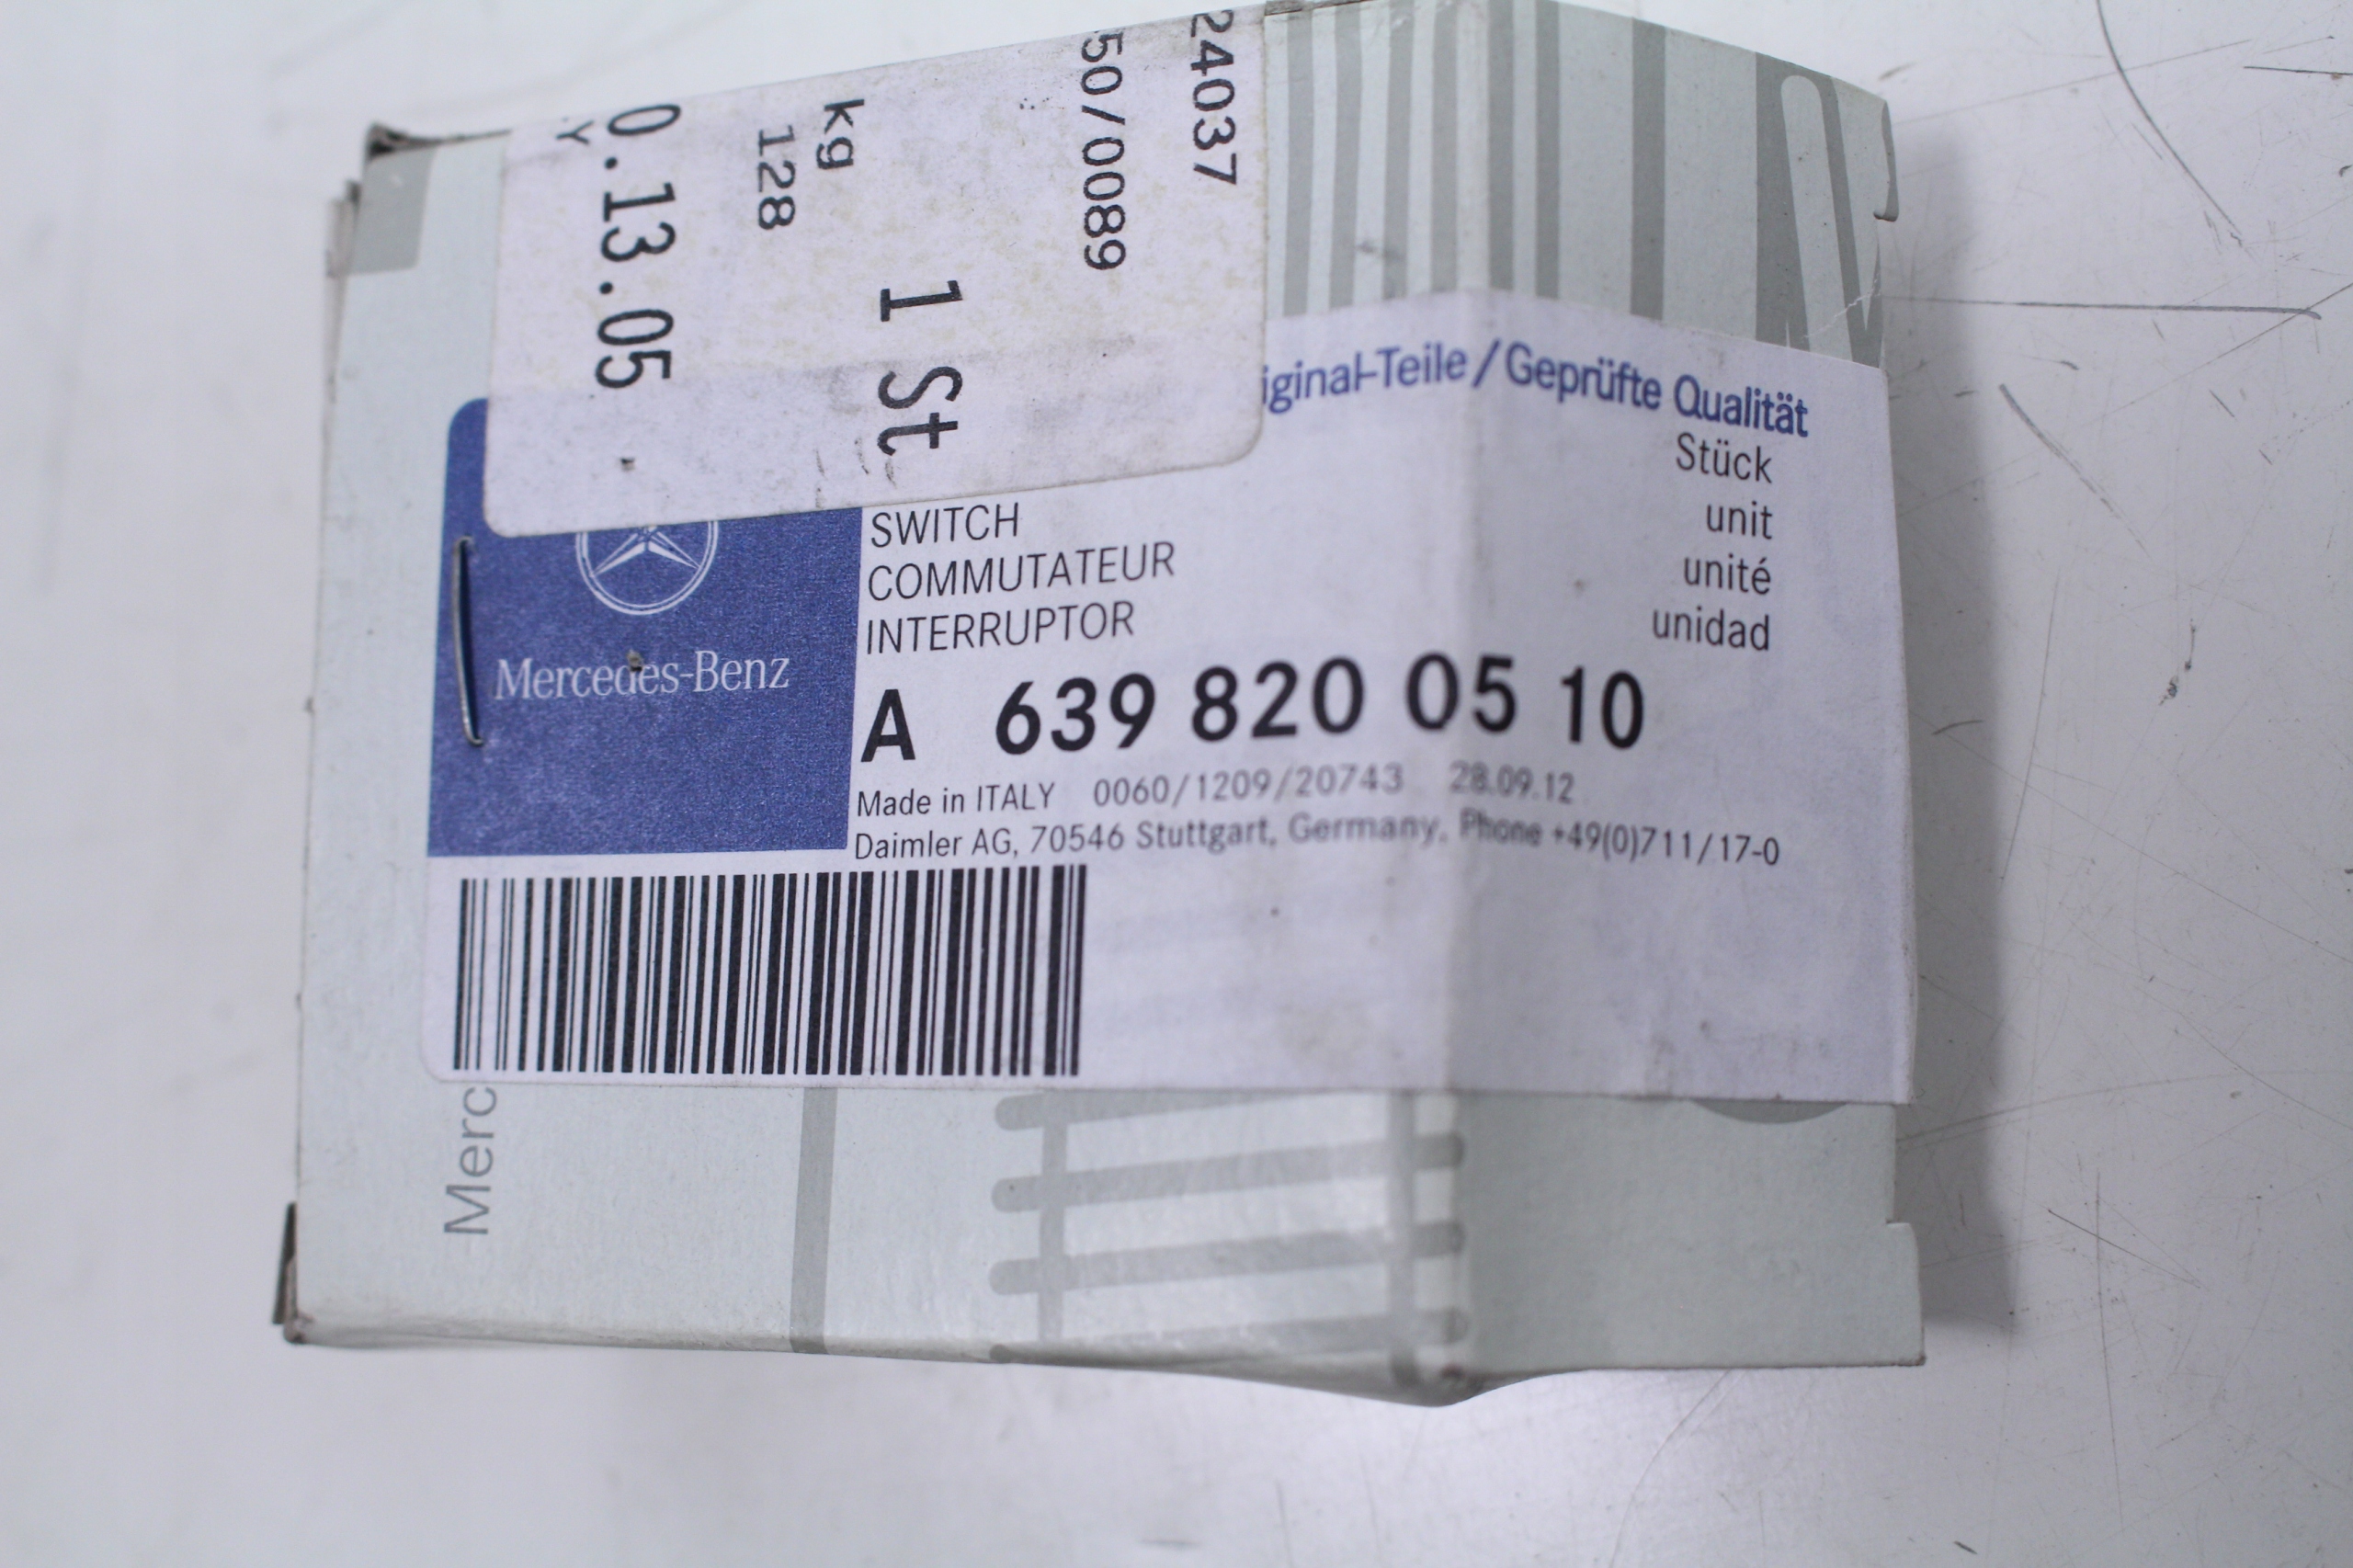 24037
50/0089
1 St
kg
128
0.13.05
Y
iginal-Teile/Geprüfte Qualität
Stück
unit
unité
unidad
SWITCH
COMMUTATEUR
INTERRUPTOR
Mercedes-Benz
A 639 820 05 10
Made in ITALY 0060/1209/20743 28.09.12
Daimler AG, 70546 Stuttgart, Germany, Phone +49(0)711/17-0
Merc